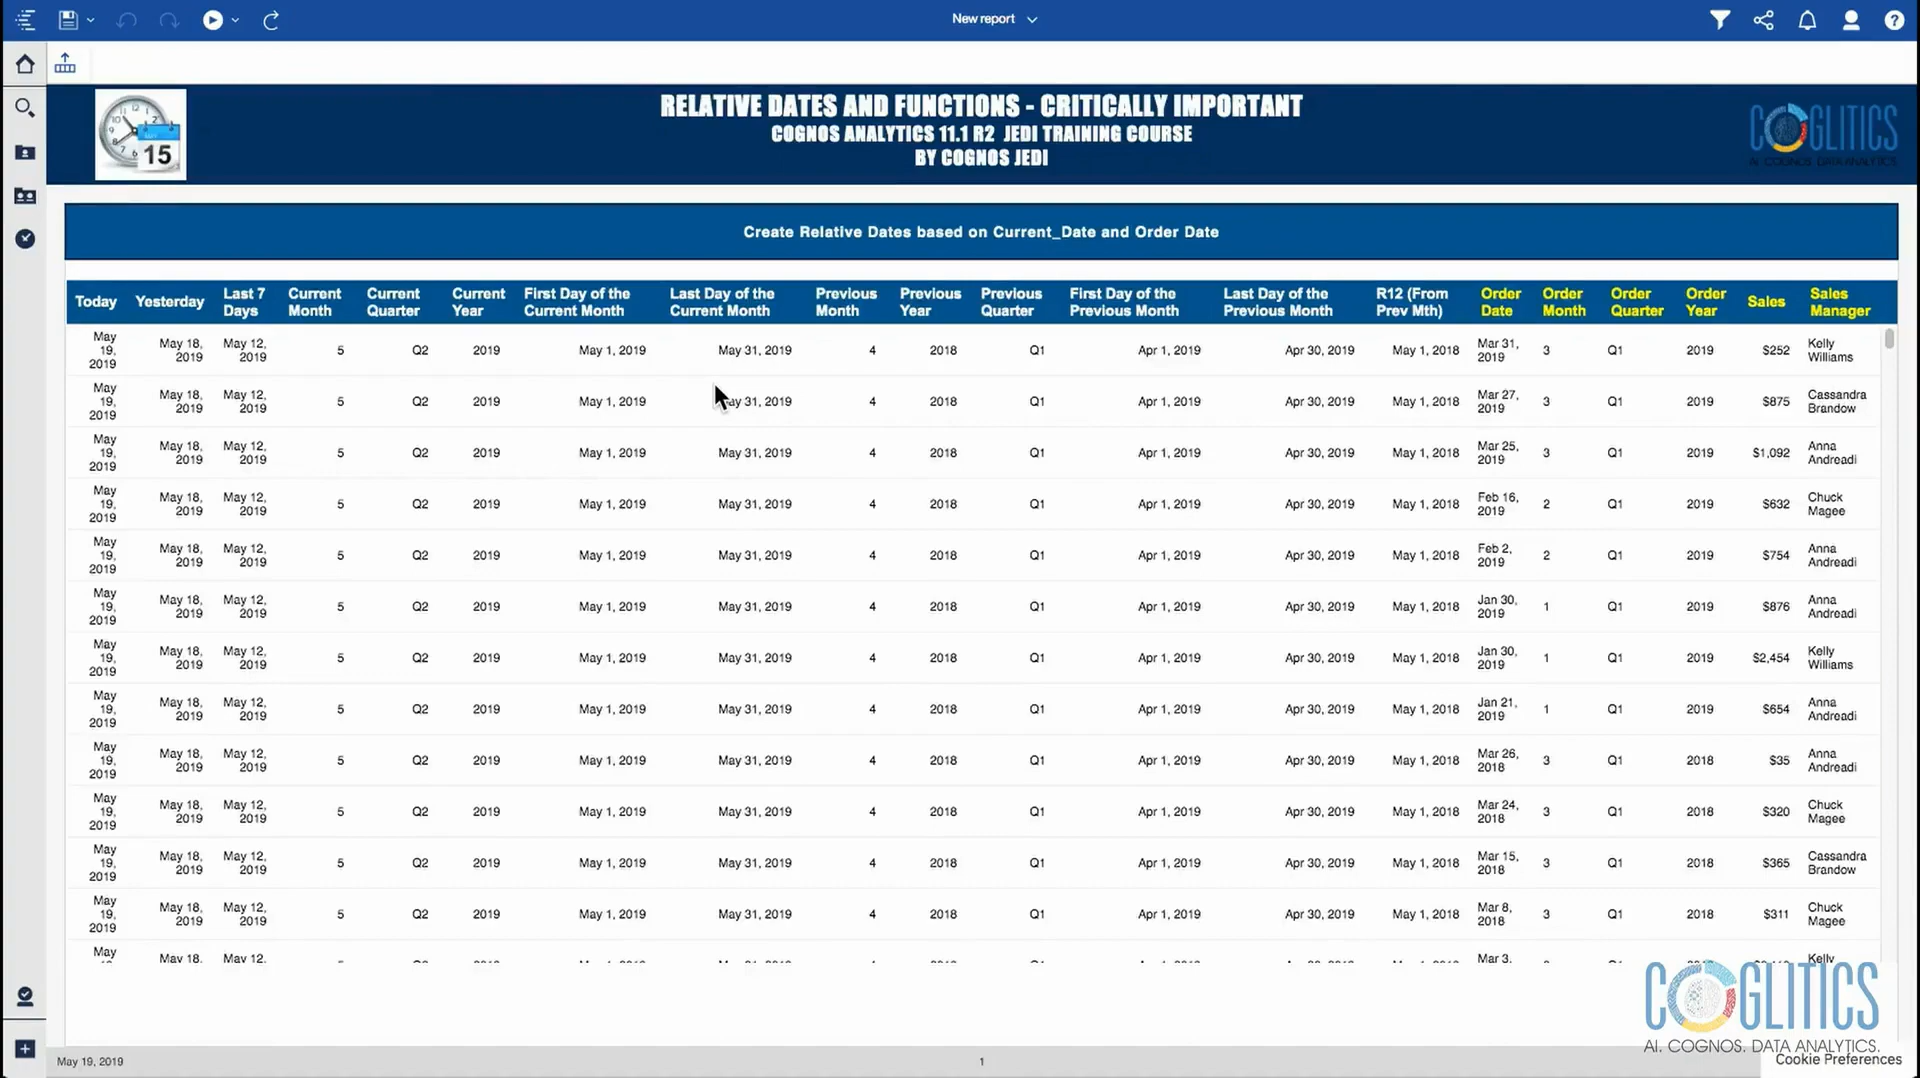 New report
RELATIVE DATES AND FUNCTIONS - CRITICALLY IMPORTANT
COGNOS ANALYTICS 11.1 R2 JEDI TRAINING COURSE
BY COGNOS JEDI
15
COGLITICS
AI. COGNOS. DATA ANALYTICS.
Create Relative Dates based on Current_Date and Order Date
Today Yesterday Last 7 Days Current Month Current Quarter Current Year First Day of the Current Month Last Day of the Current Month Previous Month Previous Year Previous Quarter First Day of the Previous Month Last Day of the Previous Month R12 (From Prev Mth) Order Date Order Month Order Quarter Order Year Sales Sales Manager
May 19, 2019 May 18, 2019 May 12, 2019 5 Q2 2019 May 1, 2019 May 31, 2019 4 2018 Q1 Apr 1, 2019 Apr 30, 2019 May 1, 2018 Mar 31, 2019 3 Q1 2019 $252 Kelly Williams
May 19, 2019 May 18, 2019 May 12, 2019 5 Q2 2019 May 1, 2019 May 31, 2019 4 2018 Q1 Apr 1, 2019 Apr 30, 2019 May 1, 2018 Mar 27, 2019 3 Q1 2019 $875 Cassandra Brandow
May 19, 2019 May 18, 2019 May 12, 2019 5 Q2 2019 May 1, 2019 May 31, 2019 4 2018 Q1 Apr 1, 2019 Apr 30, 2019 May 1, 2018 Mar 25, 2019 3 Q1 2019 $1,092 Anna Andreadi
May 19, 2019 May 18, 2019 May 12, 2019 5 Q2 2019 May 1, 2019 May 31, 2019 4 2018 Q1 Apr 1, 2019 Apr 30, 2019 May 1, 2018 Feb 16, 2019 2 Q1 2019 $632 Chuck Magee
May 19, 2019 May 18, 2019 May 12, 2019 5 Q2 2019 May 1, 2019 May 31, 2019 4 2018 Q1 Apr 1, 2019 Apr 30, 2019 May 1, 2018 Feb 2, 2019 2 Q1 2019 $754 Anna Andreadi
May 19, 2019 May 18, 2019 May 12, 2019 5 Q2 2019 May 1, 2019 May 31, 2019 4 2018 Q1 Apr 1, 2019 Apr 30, 2019 May 1, 2018 Jan 30, 2019 1 Q1 2019 $876 Anna Andreadi
May 19, 2019 May 18, 2019 May 12, 2019 5 Q2 2019 May 1, 2019 May 31, 2019 4 2018 Q1 Apr 1, 2019 Apr 30, 2019 May 1, 2018 Jan 30, 2019 1 Q1 2019 $2,454 Kelly Williams
May 19, 2019 May 18, 2019 May 12, 2019 5 Q2 2019 May 1, 2019 May 31, 2019 4 2018 Q1 Apr 1, 2019 Apr 30, 2019 May 1, 2018 Jan 21, 2019 1 Q1 2019 $654 Anna Andreadi
May 19, 2019 May 18, 2019 May 12, 2019 5 Q2 2019 May 1, 2019 May 31, 2019 4 2018 Q1 Apr 1, 2019 Apr 30, 2019 May 1, 2018 Mar 26, 2018 3 Q1 2018 $35 Anna Andreadi
May 19, 2019 May 18, 2019 May 12, 2019 5 Q2 2019 May 1, 2019 May 31, 2019 4 2018 Q1 Apr 1, 2019 Apr 30, 2019 May 1, 2018 Mar 24, 2018 3 Q1 2018 $320 Chuck Magee
May 19, 2019 May 18, 2019 May 12, 2019 5 Q2 2019 May 1, 2019 May 31, 2019 4 2018 Q1 Apr 1, 2019 Apr 30, 2019 May 1, 2018 Mar 15, 2018 3 Q1 2018 $365 Cassandra Brandow
May 19, 2019 May 18, 2019 May 12, 2019 5 Q2 2019 May 1, 2019 May 31, 2019 4 2018 Q1 Apr 1, 2019 Apr 30, 2019 May 1, 2018 Mar 8, 2018 3 Q1 2018 $311 Chuck Magee
May May 18, May 12, Mar 3, Kelly
COGLITICS
AI. COGNOS. DATA ANALYTICS.
May 19, 2019 1 Cookie Preferences